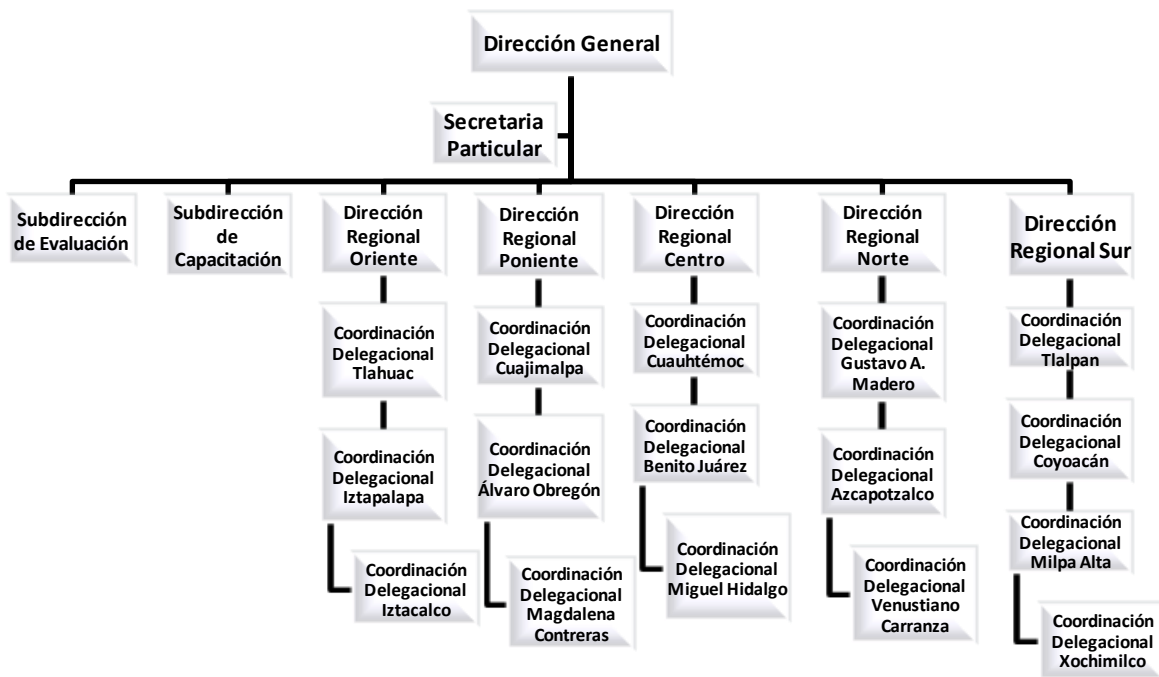 Dirección General
Secretaria
Particular
Subdirección
de Evaluación
Subdirección
de
Capacitación
Dirección
Regional
Oriente
Dirección
Regional
Poniente
Dirección
Regional
Centro
Dirección
Regional
Norte
Dirección
Regional Sur
Coordinación
Delegacional
Tlahuac
Coordinación
Delegacional
Cuajimalpa
Coordinación
Delegacional
Cuauhtémoc
Coordinación
Delegacional
Gustavo A.
Madero
Coordinación
Delegacional
Tlalpan
Coordinación
Delegacional
Iztapalapa
Coordinación
Delegacional
Álvaro Obregón
Coordinación
Delegacional
Benito Juárez
Coordinación
Delegacional
Azcapotzalco
Coordinación
Delegacional
Coyoacán
Coordinación
Delegacional
Milpa Alta
Coordinación
Delegacional
Iztacalco
Coordinación
Delegacional
Magdalena
Contreras
Coordinación
Delegacional
Miguel Hidalgo
Coordinación
Delegacional
Venustiano
Carranza
Coordinación
Delegacional
Xochimilco